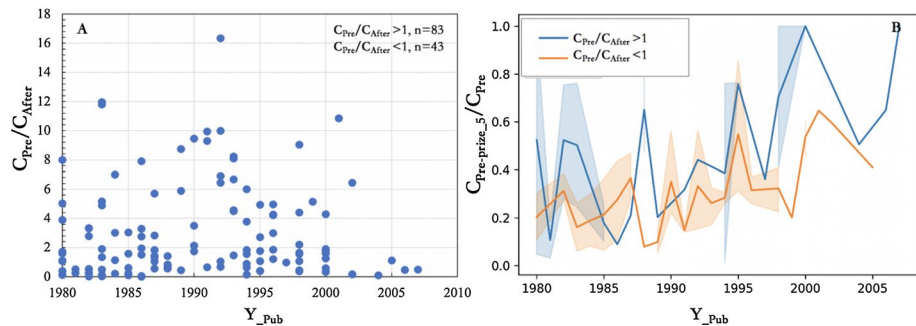 A
C_Pre/C_After>1, n=83
C_Pre/C_After<1, n=43
C_Pre/C_After
18
16
14
12
10
8
6
4
2
0
1980 1985 1990 1995 2000 2005 2010
Y_Pub
B
C_Pre/C_After>1
C_Pre/C_After<1
C_Pre-prize_5/C_Pre
1.0
0.8
0.6
0.4
0.2
0.0
1980 1985 1990 1995 2000 2005
Y_Pub